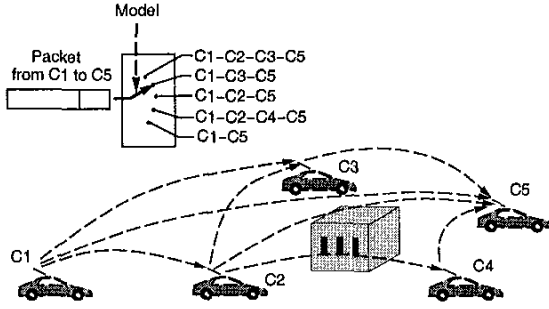 Model
Packet
from C1 to C5
C1-C2-C3-C5
C1-C3-C5
C1-C2-C5
C1-C2-C4-C5
C1-C5
C3
C5
C1
C2
C4